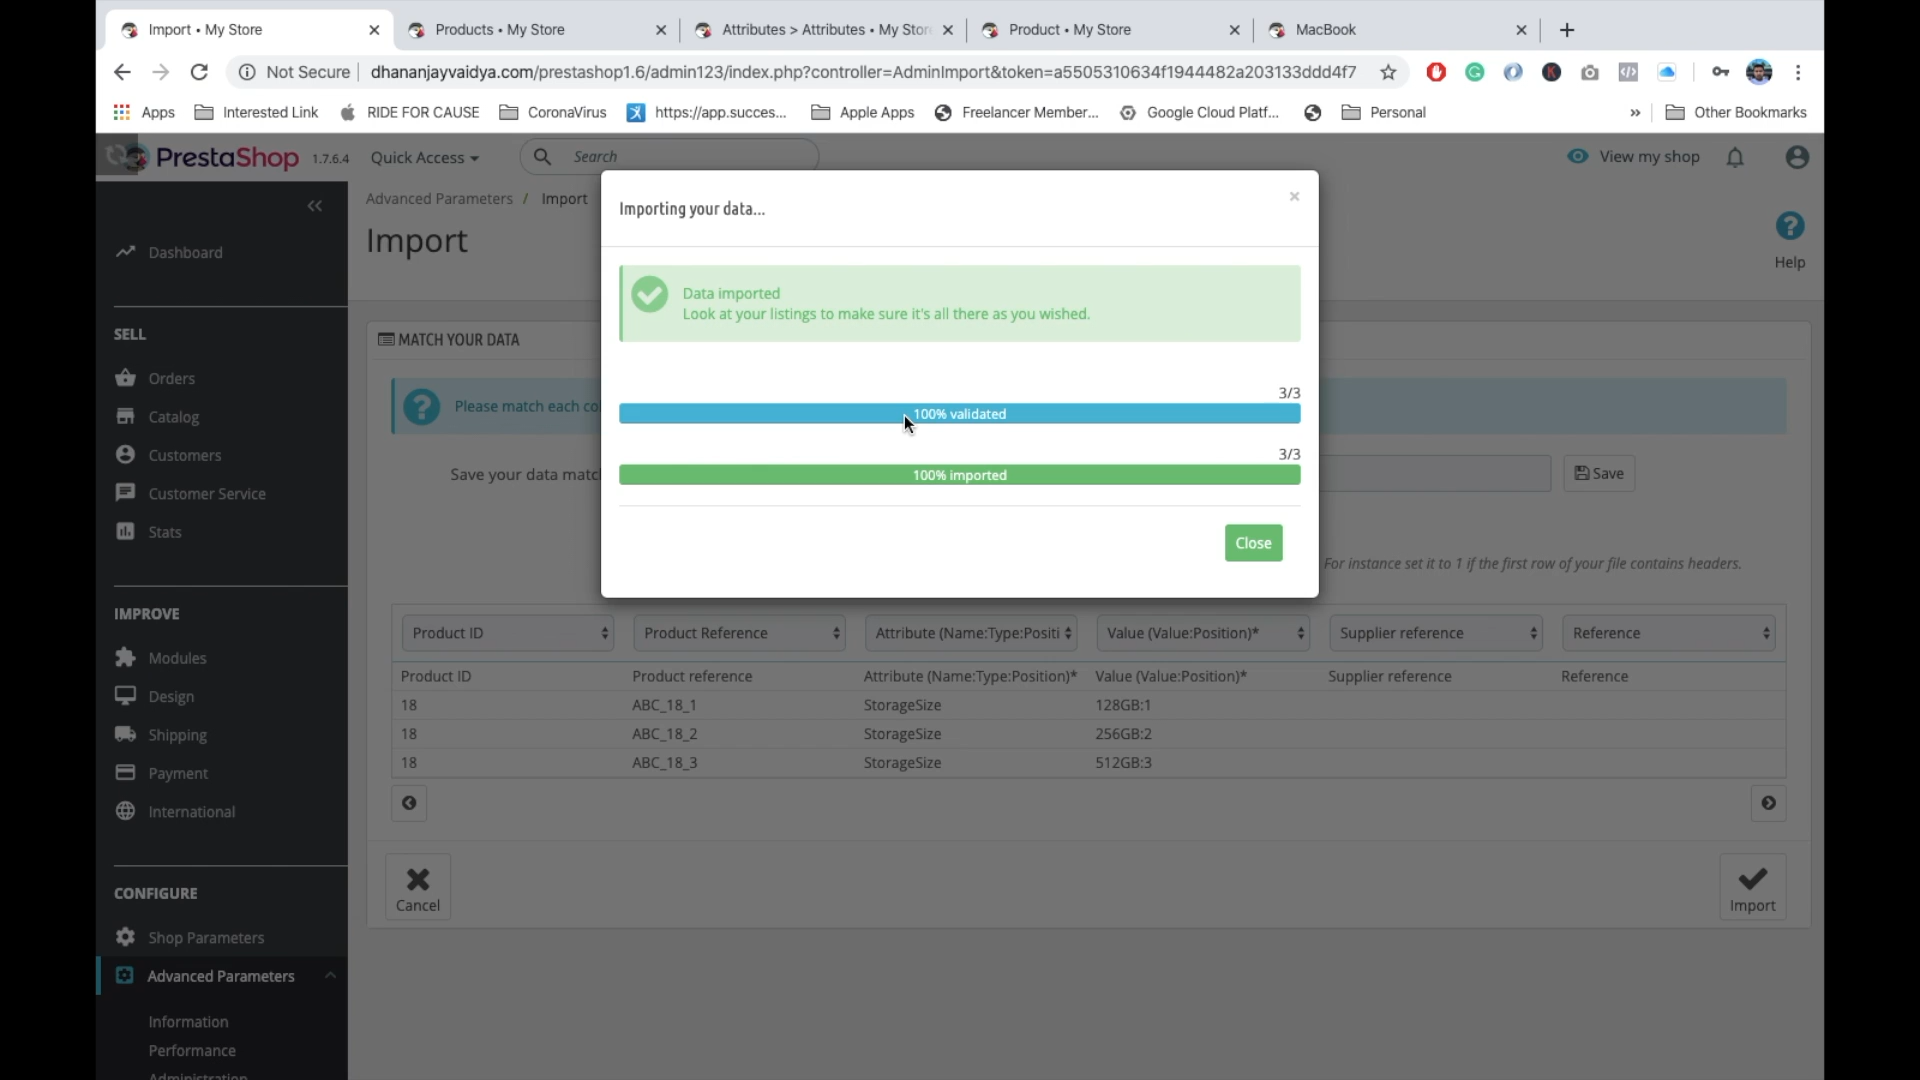 Import • My Store
Products • My Store
Attributes > Attributes • My Stor
Product • My Store
MacBook
Not Secure
dhananjayvaidya.com/prestashop1.6/admin123/index.php?controller=AdminImport&token=a5505310634f1944482a203133ddd4f7
Apps
Interested Link
RIDE FOR CAUSE
CoronaVirus
https://app.succes...
Apple Apps
Freelancer Member...
Google Cloud Platf...
Personal
»
Other Bookmarks
PrestaShop
1.7.6.4
Quick Access
Search
View my shop
Dashboard
SELL
Orders
Catalog
Customers
Customer Service
Stats
IMPROVE
Modules
Design
Shipping
Payment
International
CONFIGURE
Shop Parameters
Advanced Parameters
Information
Performance
Administration
Advanced Parameters / Import
Import
Help
MATCH YOUR DATA
Please match each col
Save your data matc
Save
For instance set it to 1 if the first row of your file contains headers.
Importing your data...
×
Data imported
Look at your listings to make sure it's all there as you wished.
3/3
100% validated
3/3
100% imported
Close
Product ID Product Reference Attribute (Name:Type:Positi Value (Value:Position)* Supplier reference Reference
Product ID Product reference Attribute (Name:Type:Position)* Value (Value:Position)* Supplier reference Reference
18 ABC_18_1 StorageSize 128GB:1
18 ABC_18_2 StorageSize 256GB:2
18 ABC_18_3 StorageSize 512GB:3
Cancel
Import